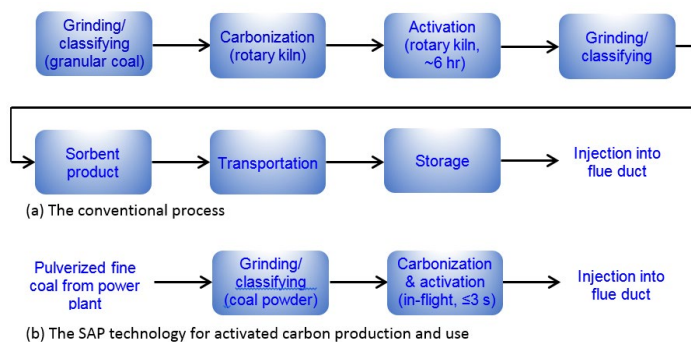 Grinding/
classifying
(granular coal)
Carbonization
(rotary kiln)
Activation
(rotary kiln,
~6 hr)
Grinding/
classifying
Sorbent
product
Transportation
Storage
Injection into
flue duct
(a) The conventional process
Pulverized fine
coal from power
plant
Grinding/
classifying
(coal powder)
Carbonization
& activation
(in-flight, ≤3 s)
Injection into
flue duct
(b) The SAP technology for activated carbon production and use